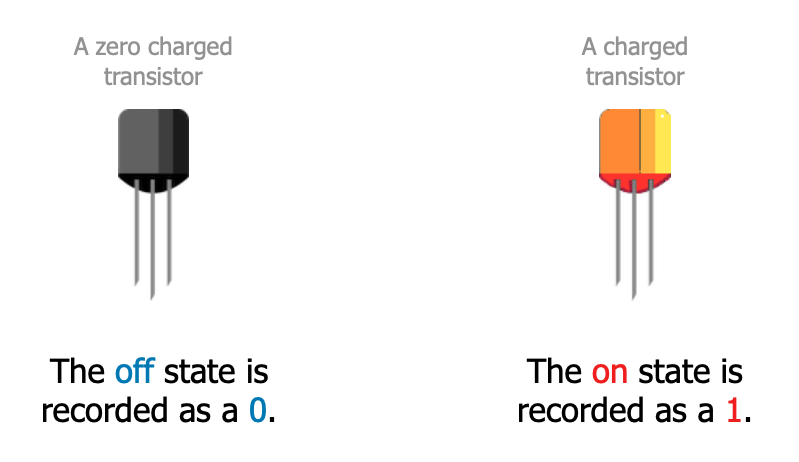 A zero charged
transistor
A charged
transistor
The off state is
recorded as a 0.
The on state is
recorded as a 1.